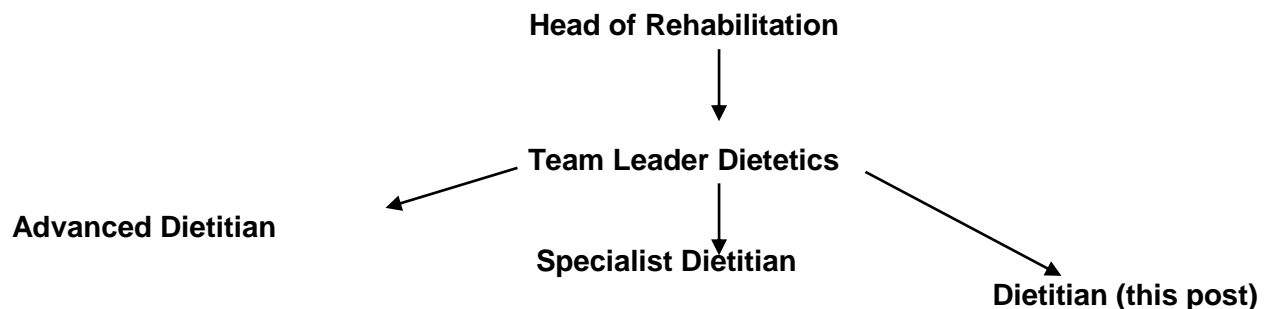 Head of Rehabilitation
Team Leader Dietetics
Advanced Dietitian
Specialist Dietitian
Dietitian (this post)